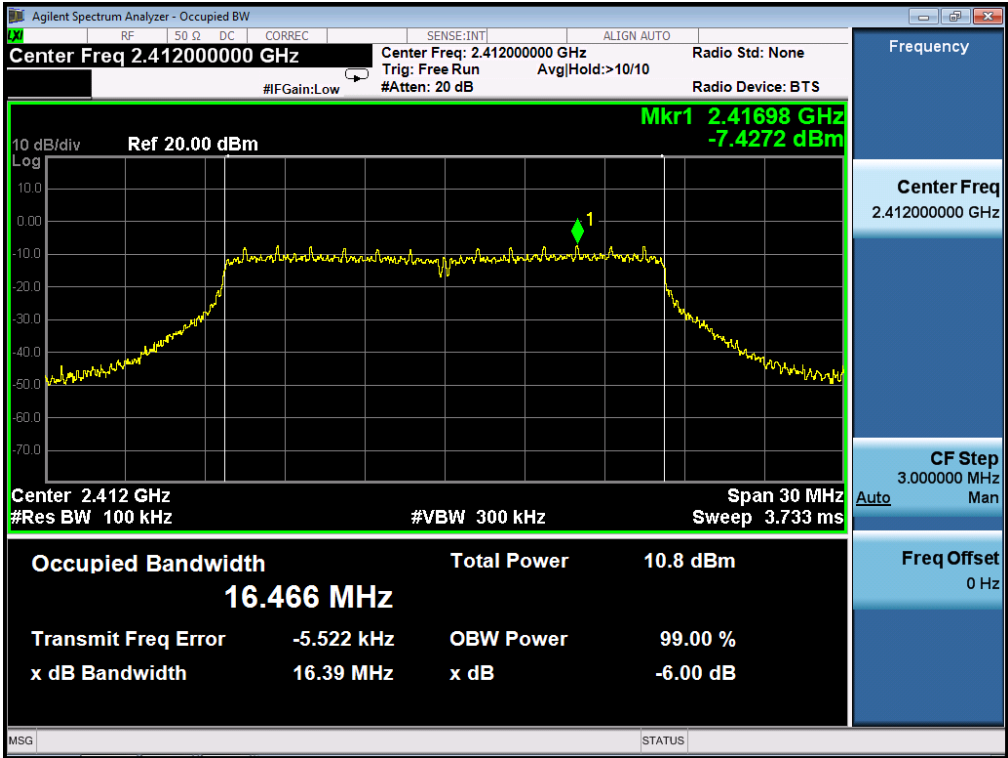 Agilent Spectrum Analyzer - Occupied BW
LXI RF 50 Ω DC CORREC SENSE:INT ALIGN AUTO
Center Freq 2.412000000 GHz
Center Freq: 2.412000000 GHz Radio Std: None
Trig: Free Run Avg|Hold:>10/10
#IFGain:Low #Atten: 20 dB Radio Device: BTS
Mkr1 2.41698 GHz
-7.4272 dBm
10 dB/div Ref 20.00 dBm
Log
10.0
0.00
-10.0
-20.0
-30.0
-40.0
-50.0
-60.0
-70.0
1
Center 2.412 GHz Span 30 MHz
#Res BW 100 kHz #VBW 300 kHz Sweep 3.733 ms
Occupied Bandwidth Total Power 10.8 dBm
16.466 MHz
Transmit Freq Error -5.522 kHz OBW Power 99.00 %
x dB Bandwidth 16.39 MHz x dB -6.00 dB
MSG STATUS
Frequency
Center Freq
2.412000000 GHz
CF Step
3.000000 MHz
Auto Man
Freq Offset
0 Hz